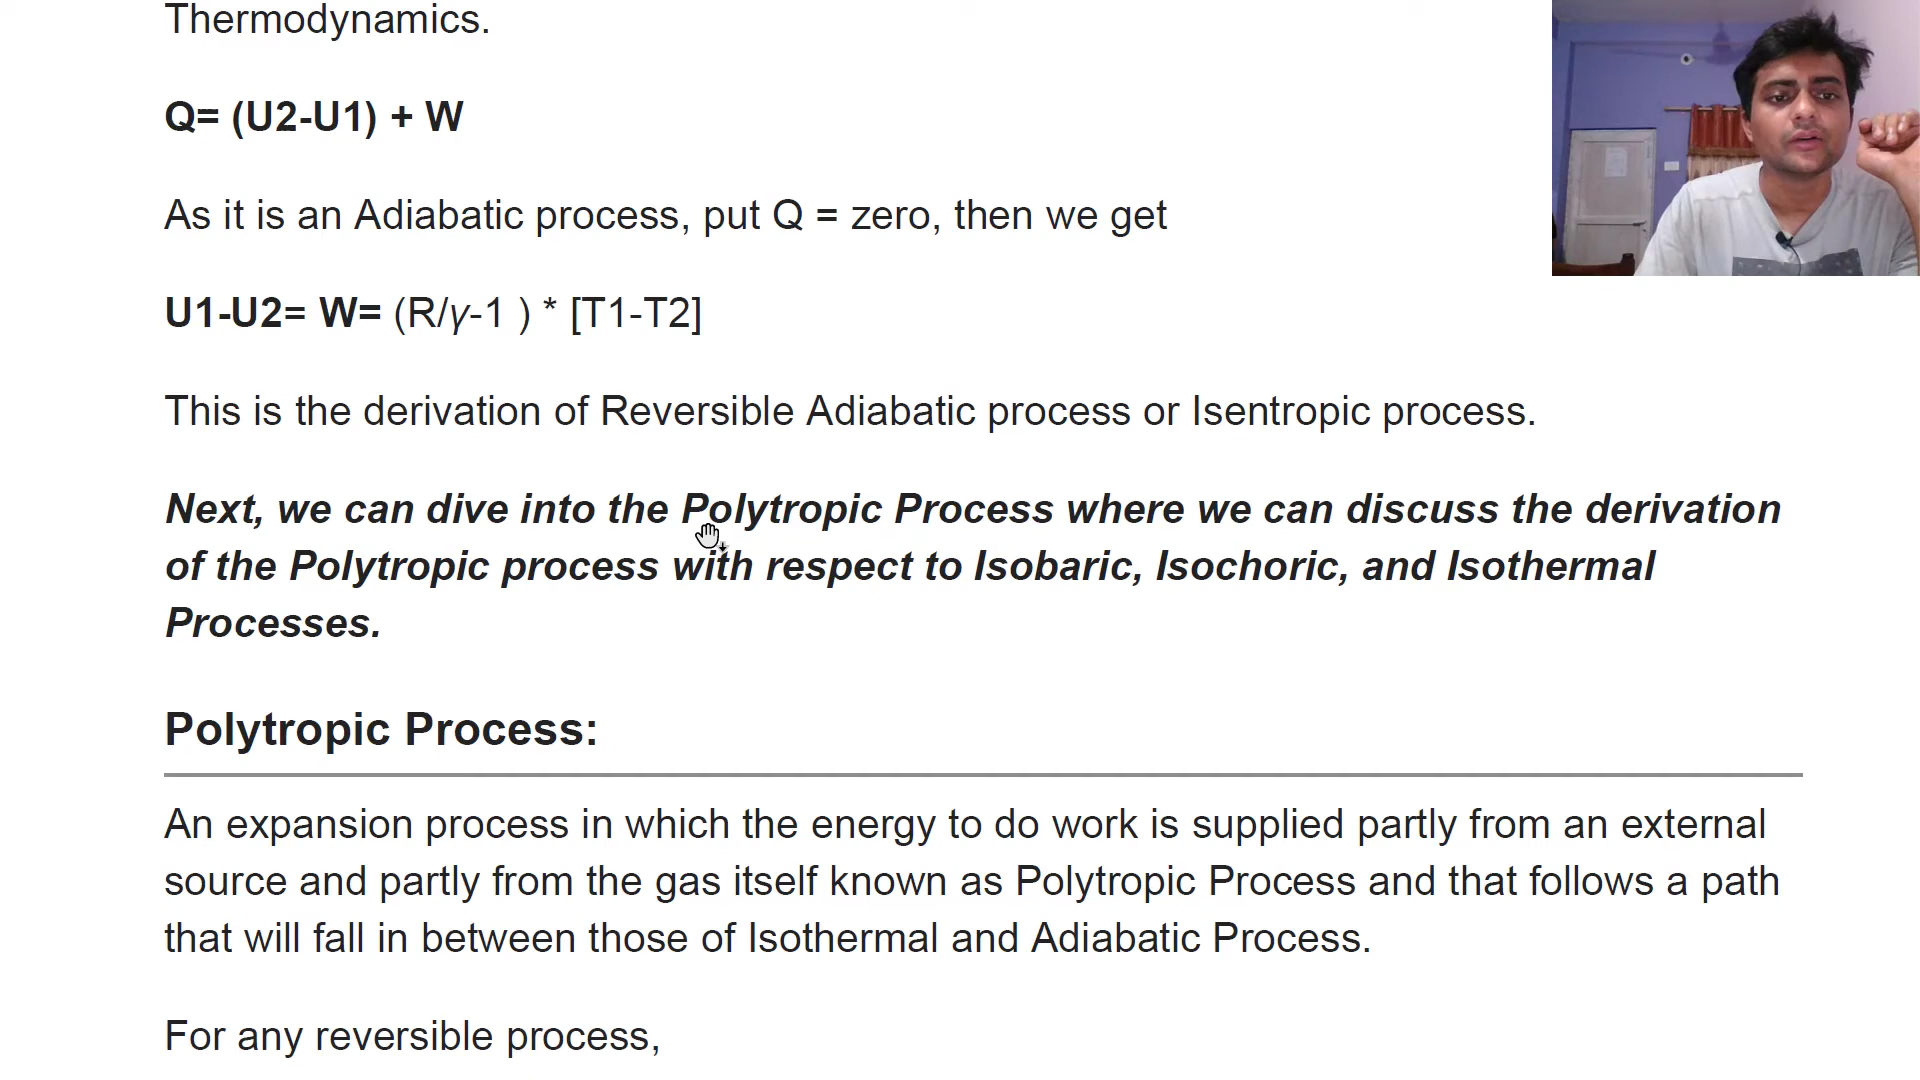 Thermodynamics.
Q= (U2-U1) + W
As it is an Adiabatic process, put Q = zero, then we get
U1-U2= W= (R/γ-1 ) * [T1-T2]
This is the derivation of Reversible Adiabatic process or Isentropic process.
Next, we can dive into the Polytropic Process where we can discuss the derivation
of the Polytropic process with respect to Isobaric, Isochoric, and Isothermal
Processes.
Polytropic Process:
An expansion process in which the energy to do work is supplied partly from an external
source and partly from the gas itself known as Polytropic Process and that follows a path
that will fall in between those of Isothermal and Adiabatic Process.
For any reversible process,